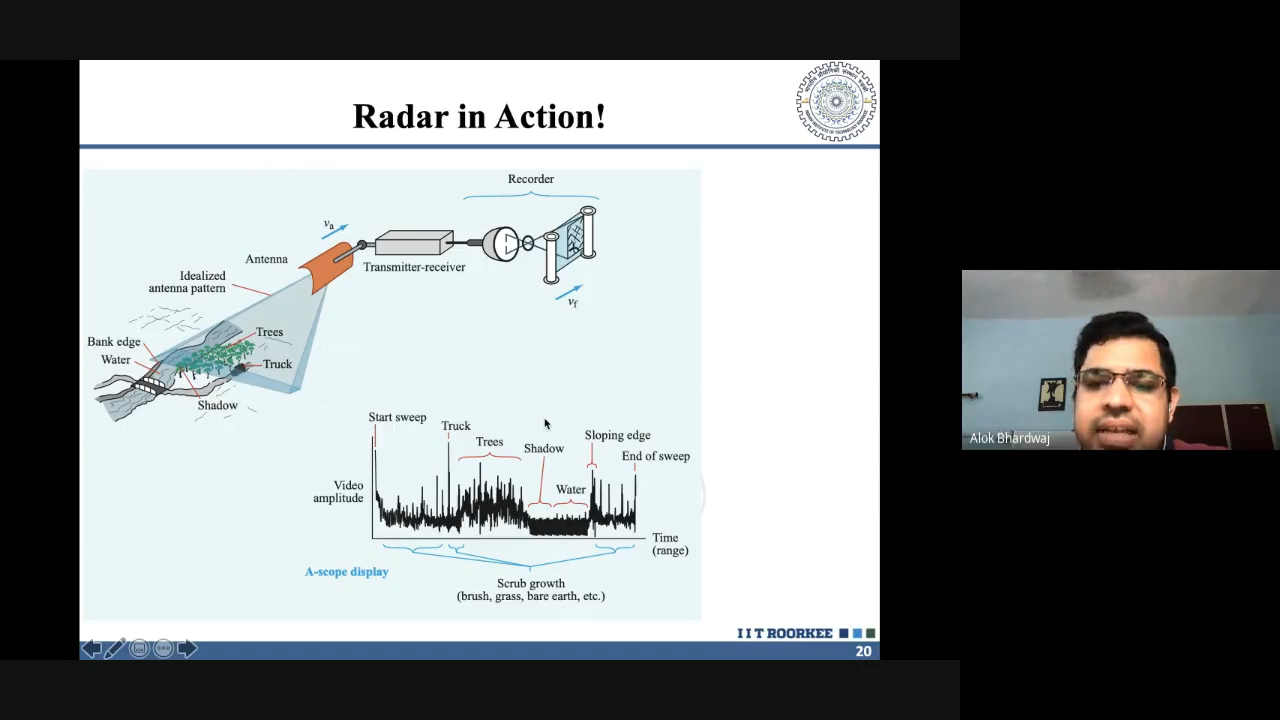 Radar in Action!
Recorder
va
Antenna
Transmitter-receiver
Idealized
antenna pattern
vf
Trees
Bank edge
Water
Truck
Shadow
Start sweep
Truck
Trees
Shadow
Sloping edge
End of sweep
Water
Video
amplitude
Time
(range)
A-scope display
Scrub growth
(brush, grass, bare earth, etc.)
I I T ROORKEE
20
Alok Bhardwaj